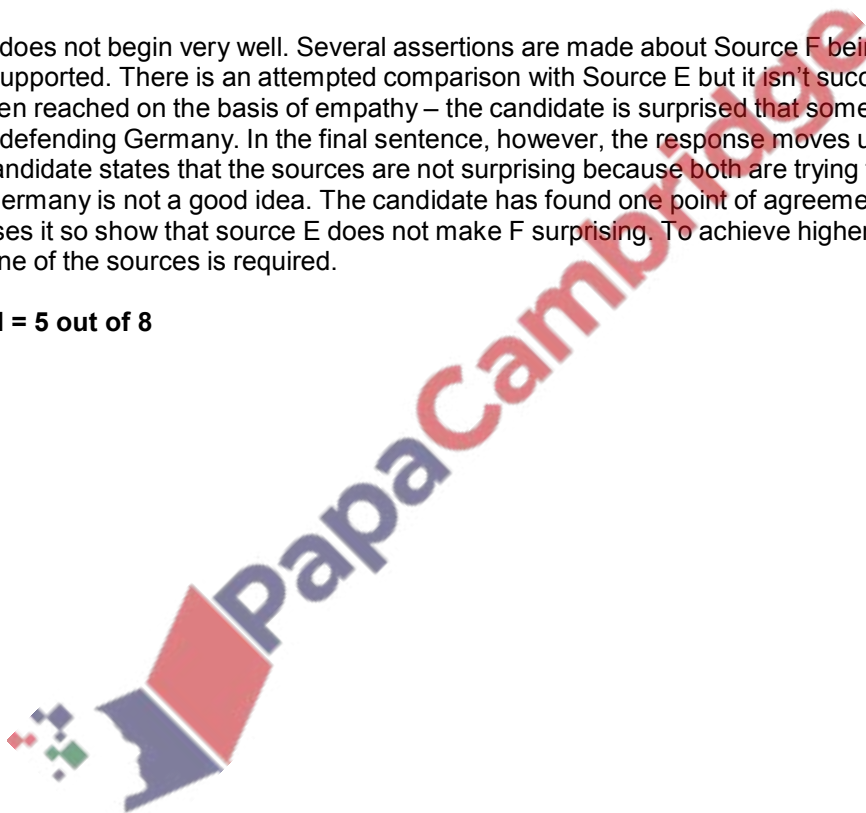 does not begin very well. Several assertions are made about Source F bein
upported. There is an attempted comparison with Source E but it isn't succ
en reached on the basis of empathy – the candidate is surprised that some
defending Germany. In the final sentence, however, the response moves u
andidate states that the sources are not surprising because both are trying
ermany is not a good idea. The candidate has found one point of agreeme
ses it so show that source E does not make F surprising. To achieve higher
ne of the sources is required.
= 5 out of 8
PapaCambridge